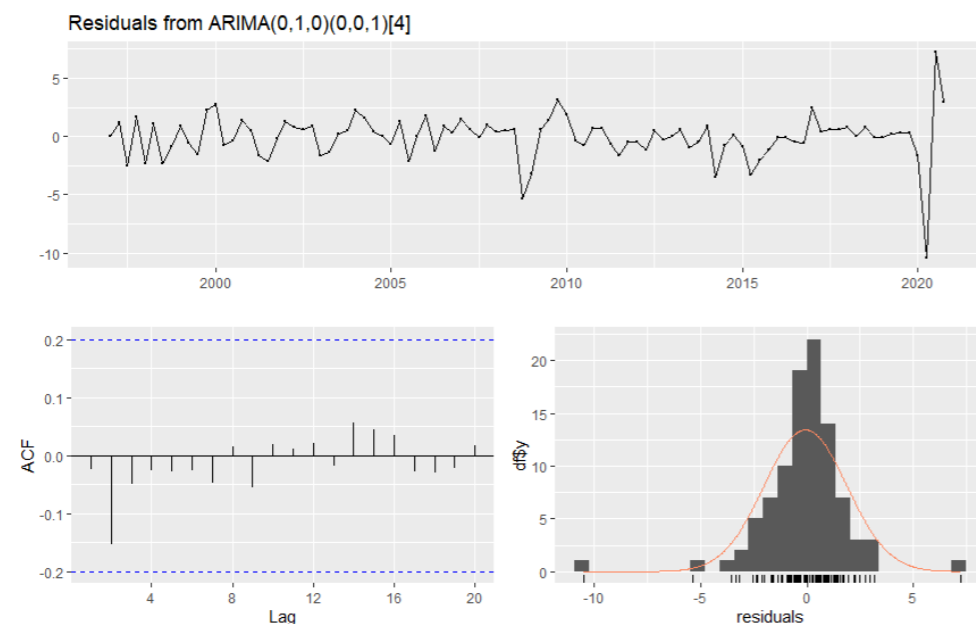 Residuals from ARIMA(0,1,0)(0,0,1)[4]
5
0
-5
-10
2000 2005 2010 2015 2020
0.2
0.1
0.0
-0.1
-0.2
ACF
4 8 12 16 20
Lag
20
15
10
5
0
df$y
-10 -5 0 5
residuals